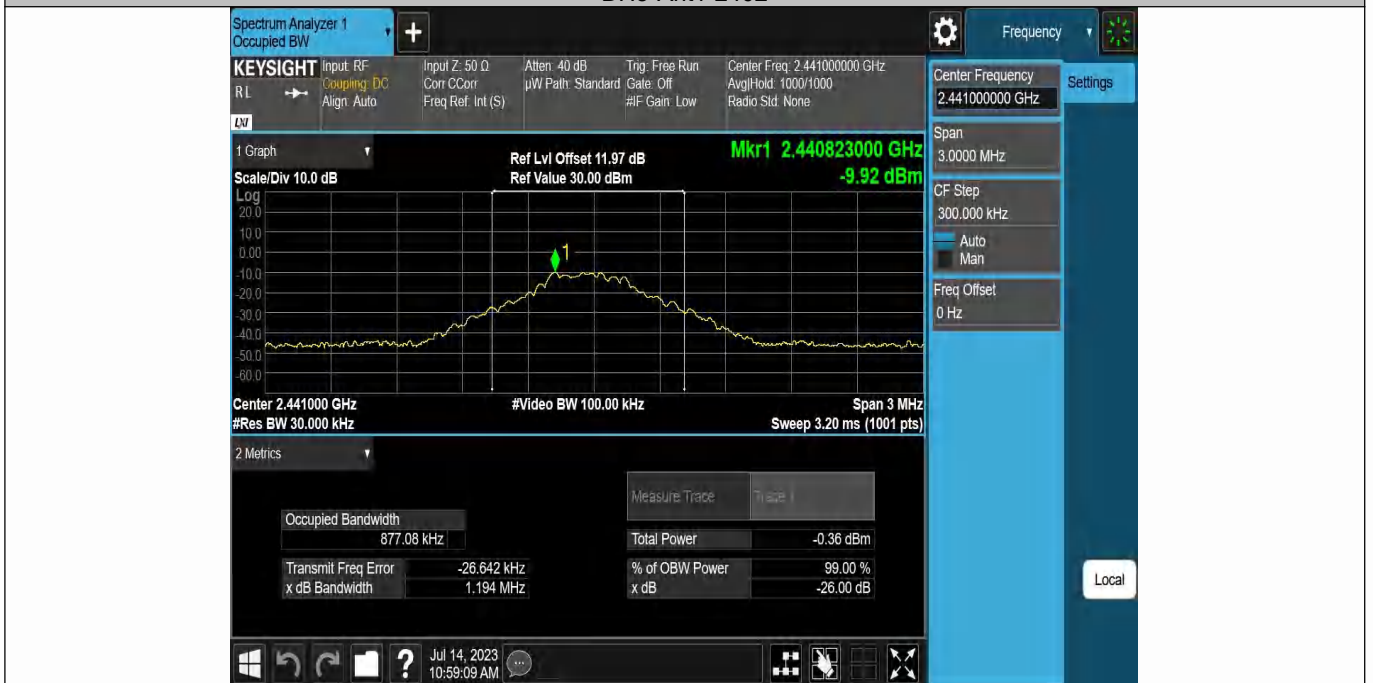 Spectrum Analyzer 1
Occupied BW
+
Frequency
KEYSIGHT
RL
LXI
Input: RF
Coupling: DC
Align: Auto
Input Z: 50 Ω
Corr CCorr
Freq Ref: Int (S)
Atten: 40 dB
µW Path: Standard
Trig: Free Run
Gate: Off
#IF Gain: Low
Center Freq: 2.441000000 GHz
Avg|Hold: 1000/1000
Radio Std: None
Center Frequency
2.441000000 GHz
Settings
Span
3.0000 MHz
CF Step
300.000 kHz
Auto
Man
Freq Offset
0 Hz
Local
1 Graph
Scale/Div 10.0 dB
Ref Lvl Offset 11.97 dB
Ref Value 30.00 dBm
Mkr1 2.440823000 GHz
-9.92 dBm
Log
20.0
10.0
0.00
-10.0
-20.0
-30.0
-40.0
-50.0
-60.0
1
Center 2.441000 GHz
#Res BW 30.000 kHz
#Video BW 100.00 kHz
Span 3 MHz
Sweep 3.20 ms (1001 pts)
2 Metrics
Measure Trace Trace 1
Occupied Bandwidth
877.08 kHz
Total Power -0.36 dBm
Transmit Freq Error -26.642 kHz
% of OBW Power 99.00 %
x dB Bandwidth 1.194 MHz
x dB -26.00 dB
?
Jul 14, 2023
10:59:09 AM